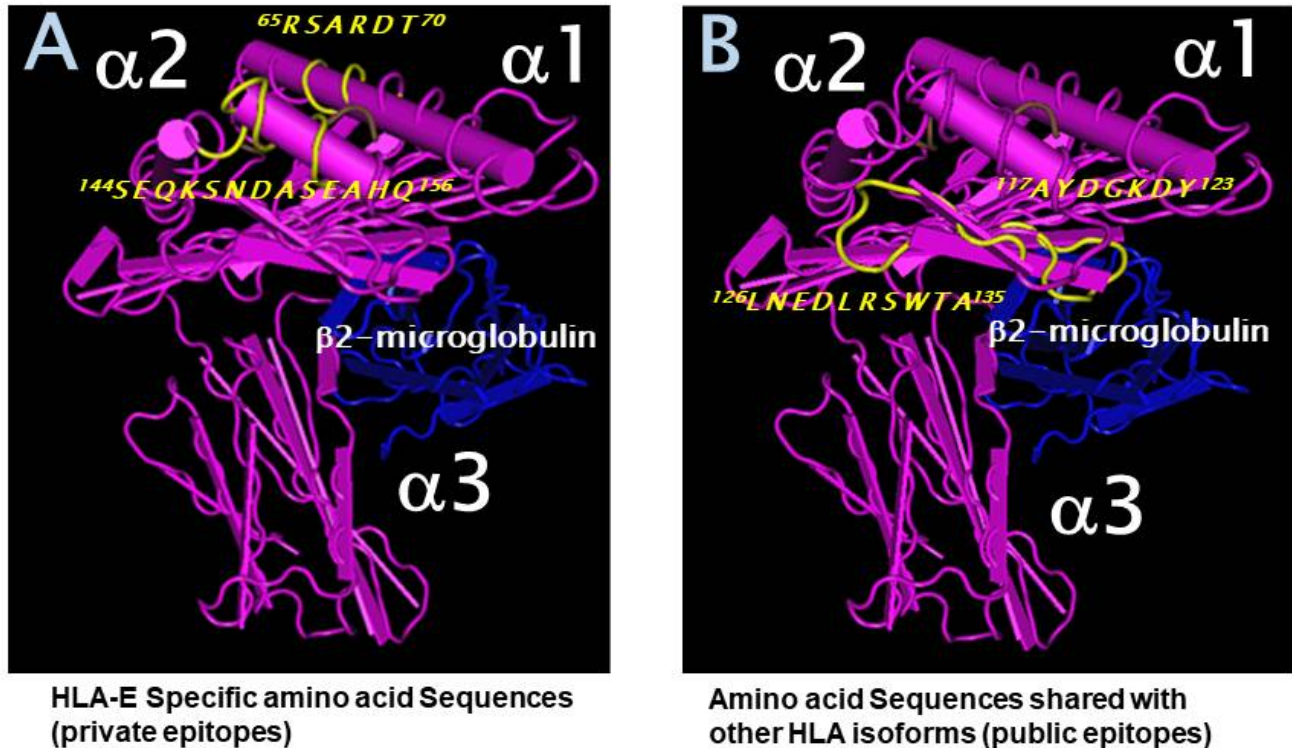 A
⁶⁵RSARDT⁷⁰
α2
α1
¹⁴⁴SEQKSNDASEAHQ¹⁵⁶
β2–microglobulin
α3
HLA-E Specific amino acid Sequences
(private epitopes)
B
α2
α1
¹¹⁷AYDGKDY¹²³
¹²⁶LNEDLRSWTA¹³⁵
β2–microglobulin
α3
Amino acid Sequences shared with
other HLA isoforms (public epitopes)